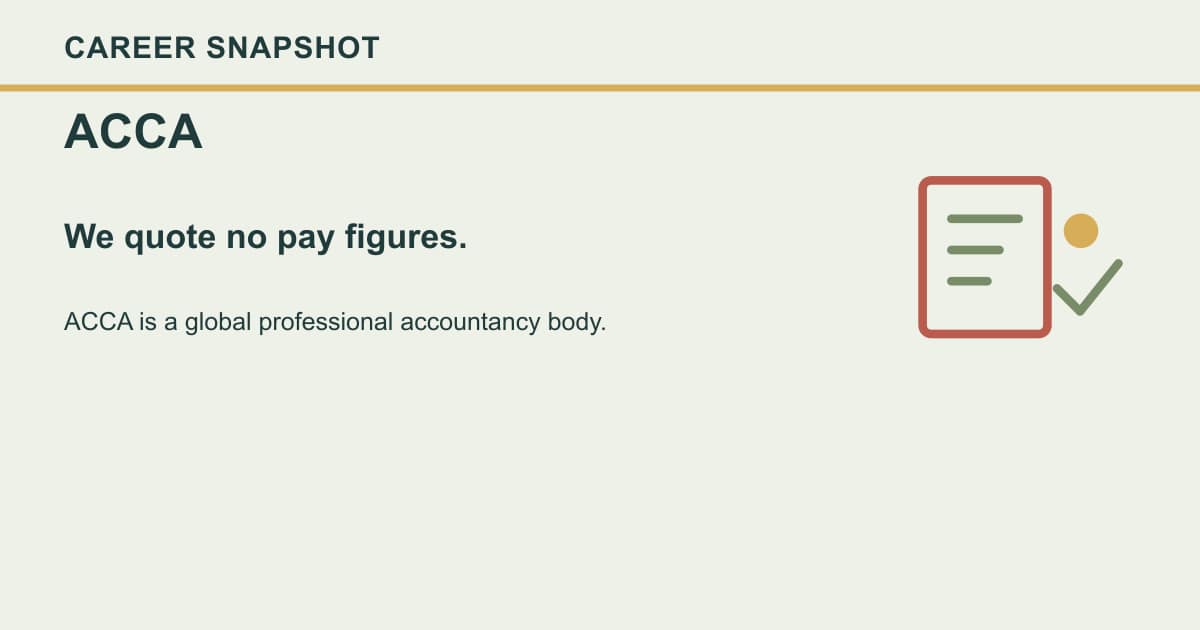 CAREER SNAPSHOT
ACCA
We quote no pay figures.
ACCA is a global professional accountancy body.